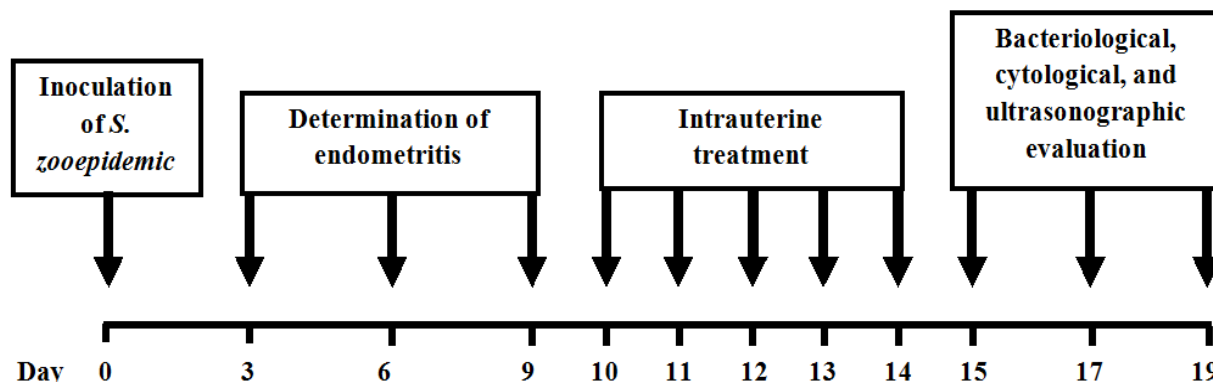 Inoculation
of S.
zooepidemic
Determination of
endometritis
Intrauterine
treatment
Bacteriological,
cytological, and
ultrasonographic
evaluation
Day 0 3 6 9 10 11 12 13 14 15 17 19